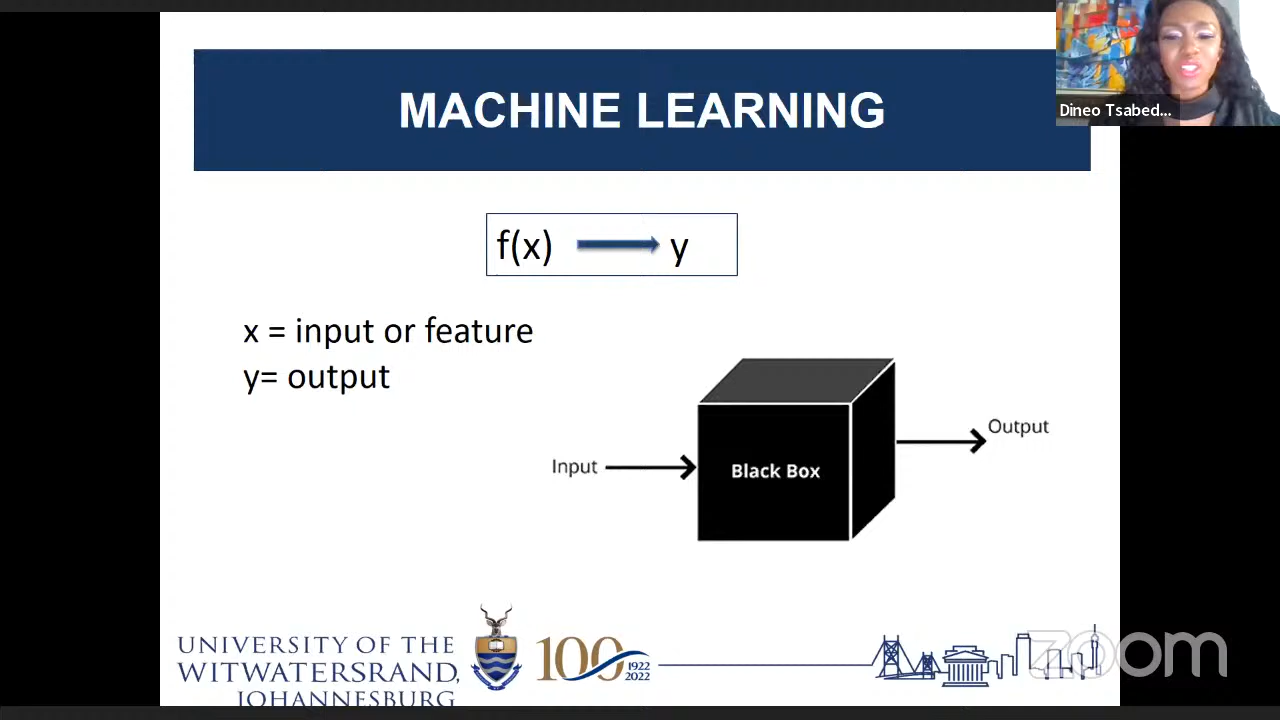 MACHINE LEARNING
Dineo Tsabed...
f(x) y
x = input or feature
y= output
Output
Input
Black Box
UNIVERSITY OF THE
WITWATERSRAND,
JOHANNESBURG
100
1922
2022
zoom